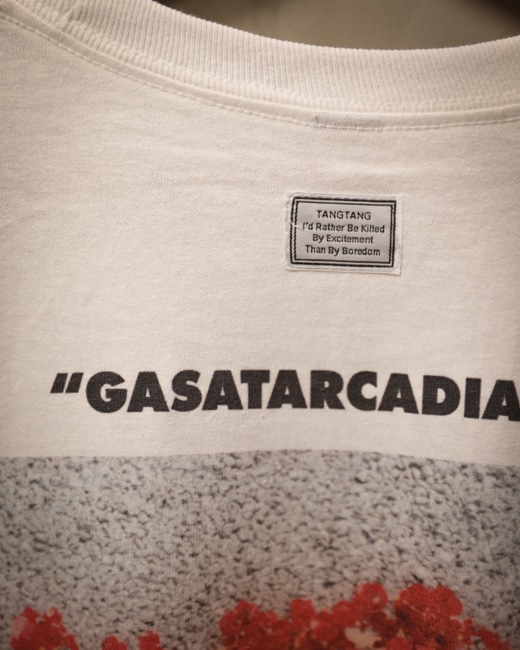 TANGTANG
I'd Rather Be Killed
By Excitement
Than By Boredom
“GASATARCADIA